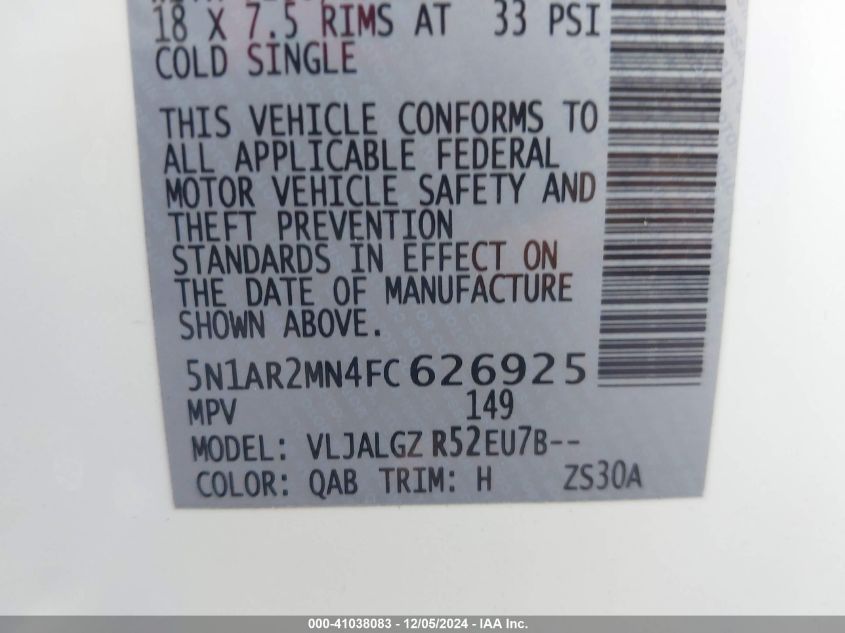 18 X 7.5 RIMS AT 33 PSI
COLD SINGLE
THIS VEHICLE CONFORMS TO
ALL APPLICABLE FEDERAL
MOTOR VEHICLE SAFETY AND
THEFT PREVENTION
STANDARDS IN EFFECT ON
THE DATE OF MANUFACTURE
SHOWN ABOVE.
5N1AR2MN4FC626925
MPV 149
MODEL: VLJALGZ R52EU7B--
COLOR: QAB TRIM: H ZS30A
000-41038083 - 12/05/2024 - IAA Inc.